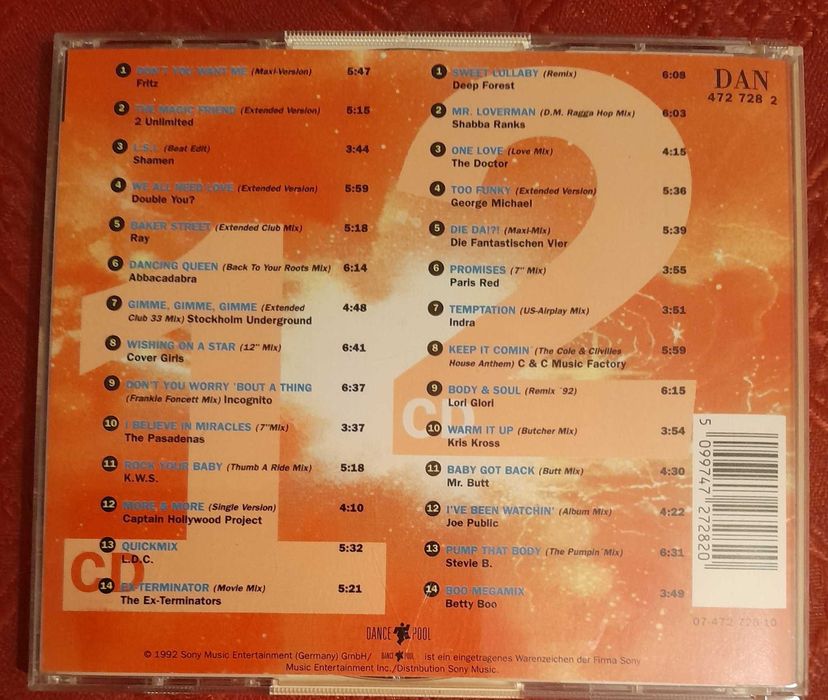 1 DON'T YOU WANT ME (Maxi-Version) 5:47
Fritz
2 THE MAGIC FRIEND (Extended Version) 5:15
2 Unlimited
3 L.S.I. (Beat Edit) 3:44
Shamen
4 WE ALL NEED LOVE (Extended Version) 5:59
Double You?
5 BAKER STREET (Extended Club Mix) 5:18
Ray
6 DANCING QUEEN (Back To Your Roots Mix) 6:14
Abbacadabra
7 GIMME, GIMME, GIMME (Extended 4:48
Club 33 Mix) Stockholm Underground
8 WISHING ON A STAR (12" Mix) 6:41
Cover Girls
9 DON'T YOU WORRY 'BOUT A THING 6:37
(Frankie Foncett Mix) Incognito
10 I BELIEVE IN MIRACLES (7"Mix) 3:37
The Pasadenas
11 ROCK YOUR BABY (Thumb A Ride Mix) 5:18
K.W.S.
12 MORE & MORE (Single Version) 4:10
Captain Hollywood Project
13 QUICKMIX 5:32
L.D.C.
14 EX-TERMINATOR (Movie Mix) 5:21
The Ex-Terminators
CD 1
1 SWEET LULLABY (Remix) 6:08
Deep Forest
2 MR. LOVERMAN (D.M. Ragga Hop Mix) 6:03
Shabba Ranks
3 ONE LOVE (Love Mix) 4:15
The Doctor
4 TOO FUNKY (Extended Version) 5:36
George Michael
5 DIE DA!?! (Maxi-Mix) 5:39
Die Fantastischen Vier
6 PROMISES (7" Mix) 3:55
Paris Red
7 TEMPTATION (US-Airplay Mix) 3:51
Indra
8 KEEP IT COMIN' (The Cole & Clivilles 5:59
House Anthem) C & C Music Factory
9 BODY & SOUL (Remix '92) 6:15
Lori Glori
10 WARM IT UP (Butcher Mix) 3:54
Kris Kross
11 BABY GOT BACK (Butt Mix) 4:30
Mr. Butt
12 I'VE BEEN WATCHIN' (Album Mix) 4:22
Joe Public
13 PUMP THAT BODY (The Pumpin' Mix) 6:31
Stevie B.
14 BOO MEGAMIX 3:49
Betty Boo
CD 2
DAN
472 728 2
5 099747 272820
07-472 728-10
DANCE POOL
© 1992 Sony Music Entertainment (Germany) GmbH/ DANCE POOL ist ein eingetragenes Warenzeichen der Firma Sony
Music Entertainment Inc./Distribution Sony Music.